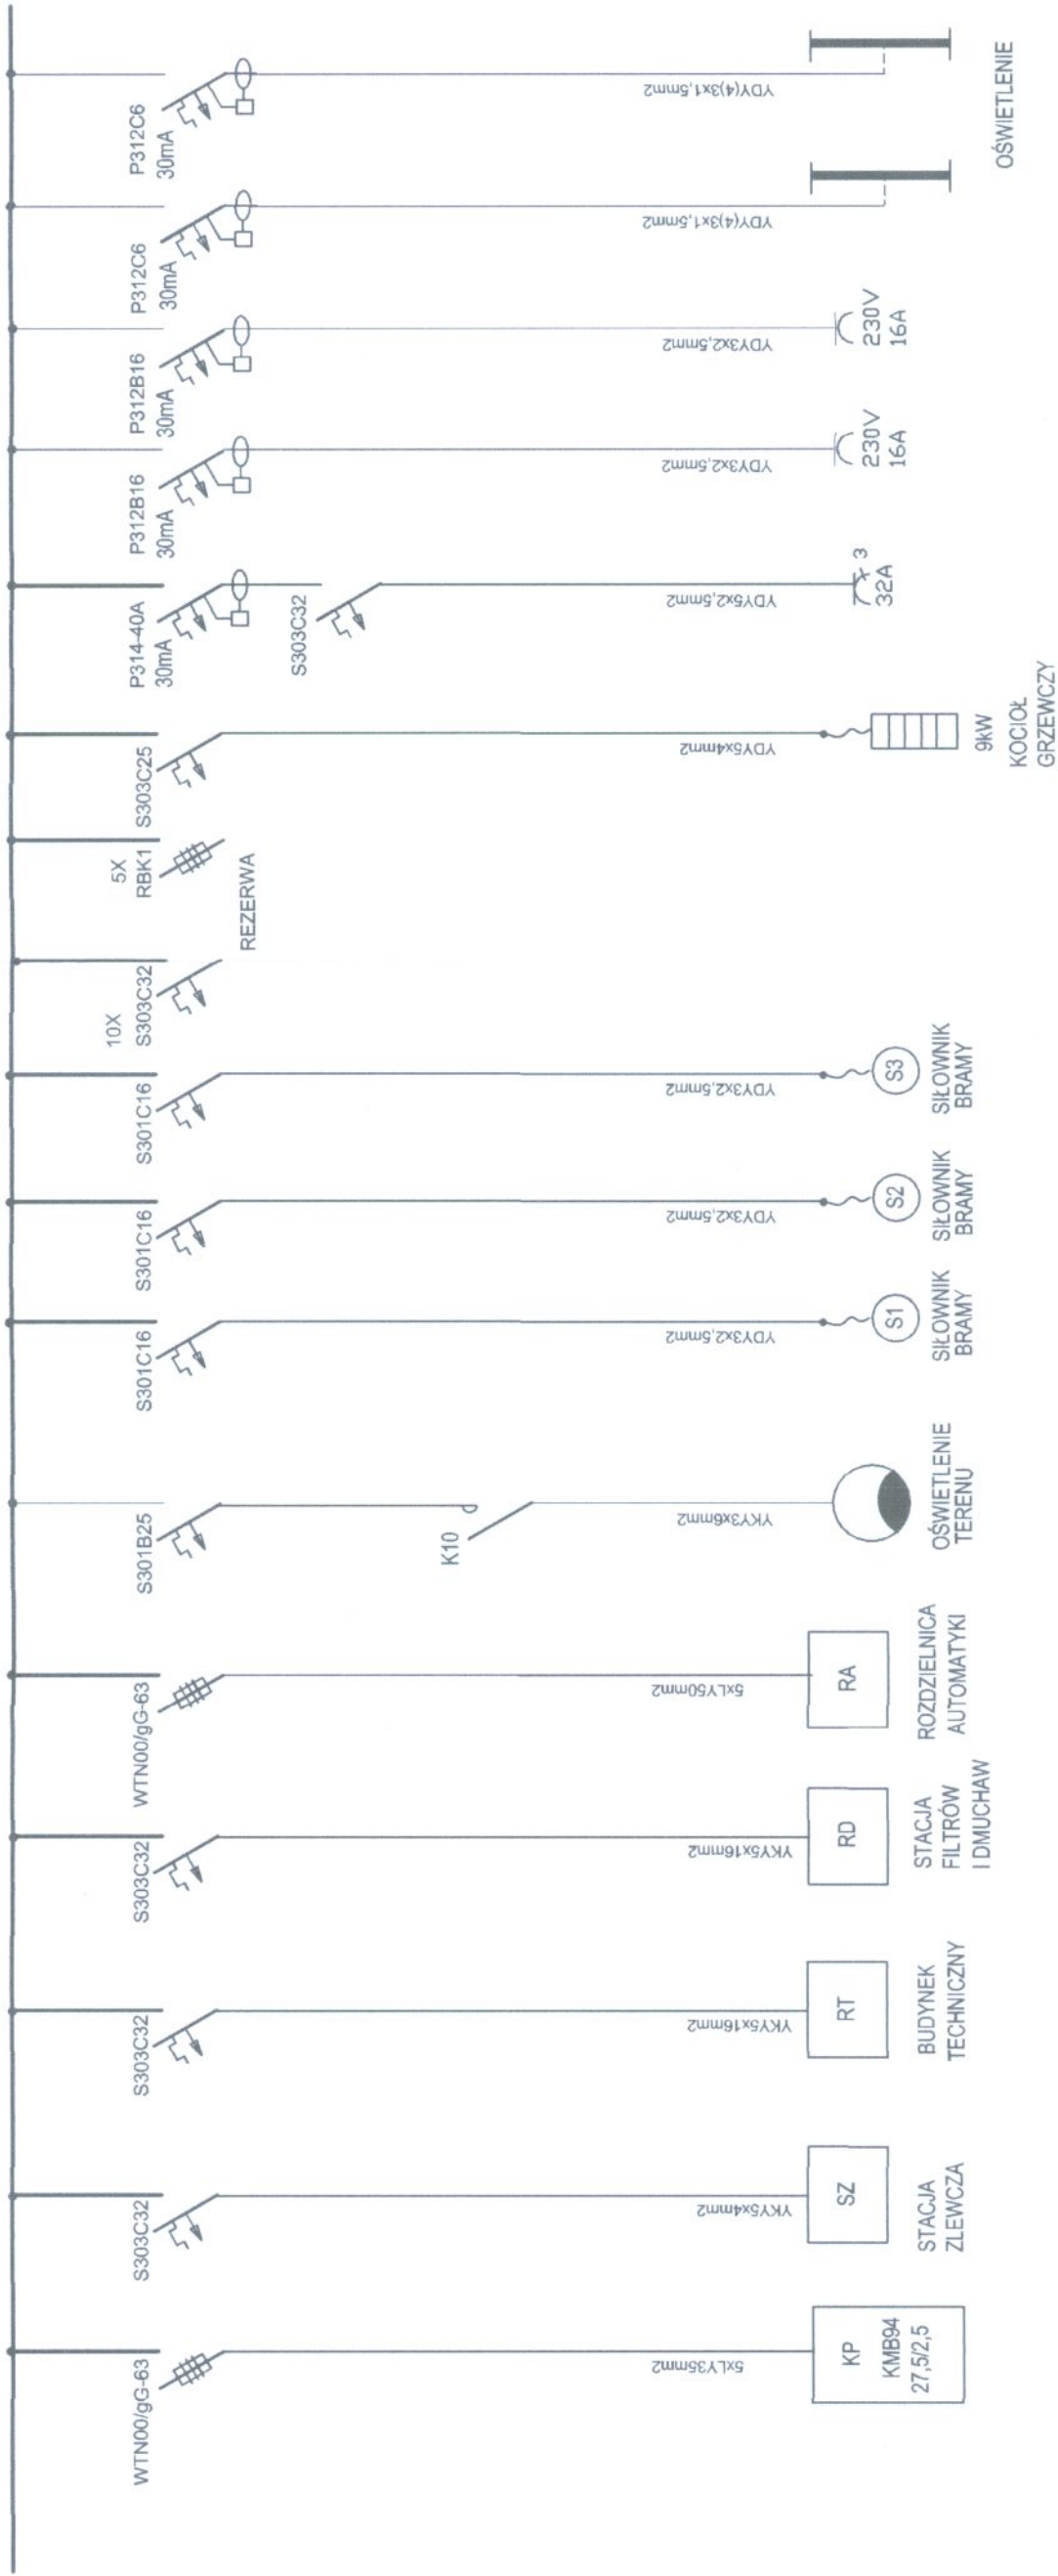 WTN00/gG-63
5xLY35mm2
KP
KMB94
27,5/2,5
S303C32
YKY5x4mm2
SZ
STACJA
ZLEWCZA
S303C32
YKY5x16mm2
RT
BUDYNEK
TECHNICZNY
S303C32
YKY5x16mm2
RD
STACJA
FILTRÓW
I DMUCHAW
WTN00/gG-63
5xLY50mm2
RA
ROZDZIELNICA
AUTOMATYKI
S301B25
K10
YKY3x6mm2
OŚWIETLENIE
TERENU
S301C16
YDY3x2,5mm2
S1
SIŁOWNIK
BRAMY
S301C16
YDY3x2,5mm2
S2
SIŁOWNIK
BRAMY
S301C16
YDY3x2,5mm2
S3
SIŁOWNIK
BRAMY
10X
S303C32
5X
RBK1
REZERWA
S303C25
YDY5x4mm2
9kW
KOCIOŁ
GRZEWCZY
P314-40A
30mA
S303C32
YDY5x2,5mm2
3
32A
P312B16
30mA
YDY3x2,5mm2
230V
16A
P312B16
30mA
YDY3x2,5mm2
230V
16A
P312C6
30mA
YDY(4)3x1,5mm2
P312C6
30mA
YDY(4)3x1,5mm2
OŚWIETLENIE